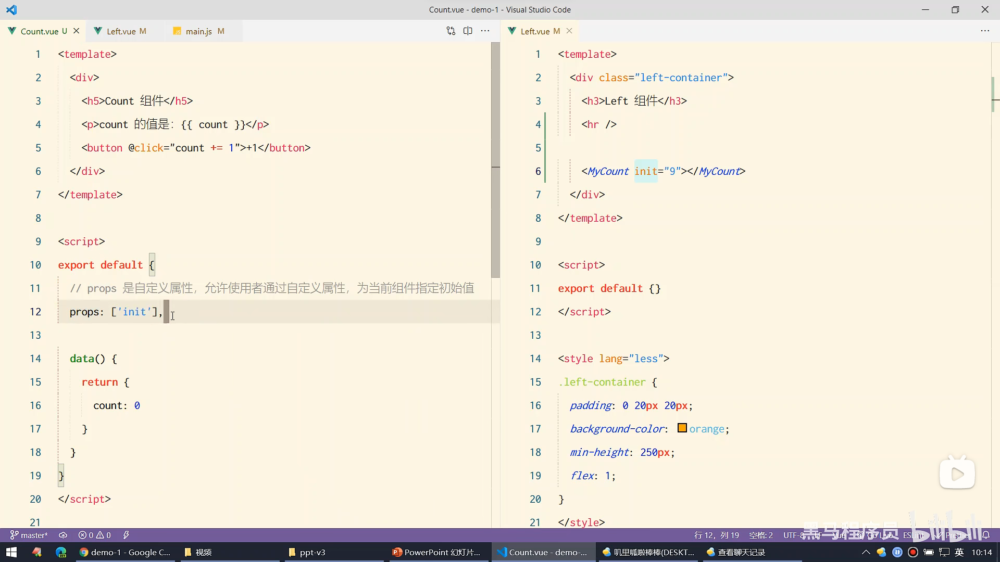 Count.vue - demo-1 - Visual Studio Code
Count.vue U
Left.vue M
main.js M
1 <template>
2 <div>
3 <h5>Count 组件</h5>
4 <p>count 的值是：{{ count }}</p>
5 <button @click="count += 1">+1</button>
6 </div>
7 </template>
8
9 <script>
10 export default {
11 // props 是自定义属性，允许使用者通过自定义属性，为当前组件指定初始值
12 props: ['init'],
13
14 data() {
15 return {
16 count: 0
17 }
18 }
19 }
20 </script>
21
Left.vue M
1 <template>
2 <div class="left-container">
3 <h3>Left 组件</h3>
4 <hr />
5
6 <MyCount init="9"></MyCount>
7 </div>
8 </template>
9
10 <script>
11 export default {}
12 </script>
13
14 <style lang="less">
15 .left-container {
16 padding: 0 20px 20px;
17 background-color: orange;
18 min-height: 250px;
19 flex: 1;
20 }
21 </style>
master* 0 0 行 12，列 19 空格: 2 UTF-8 LF Vue Go Live ESLint Prettier
黑马程序员 bilibili
demo-1 - Google C... 视频 ppt-v3 PowerPoint 幻灯片... Count.vue - demo-... 叽里呱啦棒棒(DESKT... 查看聊天记录 英 10:14